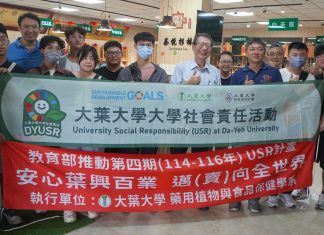 SUSTAINABLE DEVELOPMENT GOALS
大葉大學
DYUSR
大葉大學大學社會責任活動
University Social Responsibility (USR) at Da-Yeh University
教育部推動第四期(114-116年) USR計畫
安心葉興百業 邁(賣)向全世界
執行單位: 大葉大學 藥用植物與食品保健學系